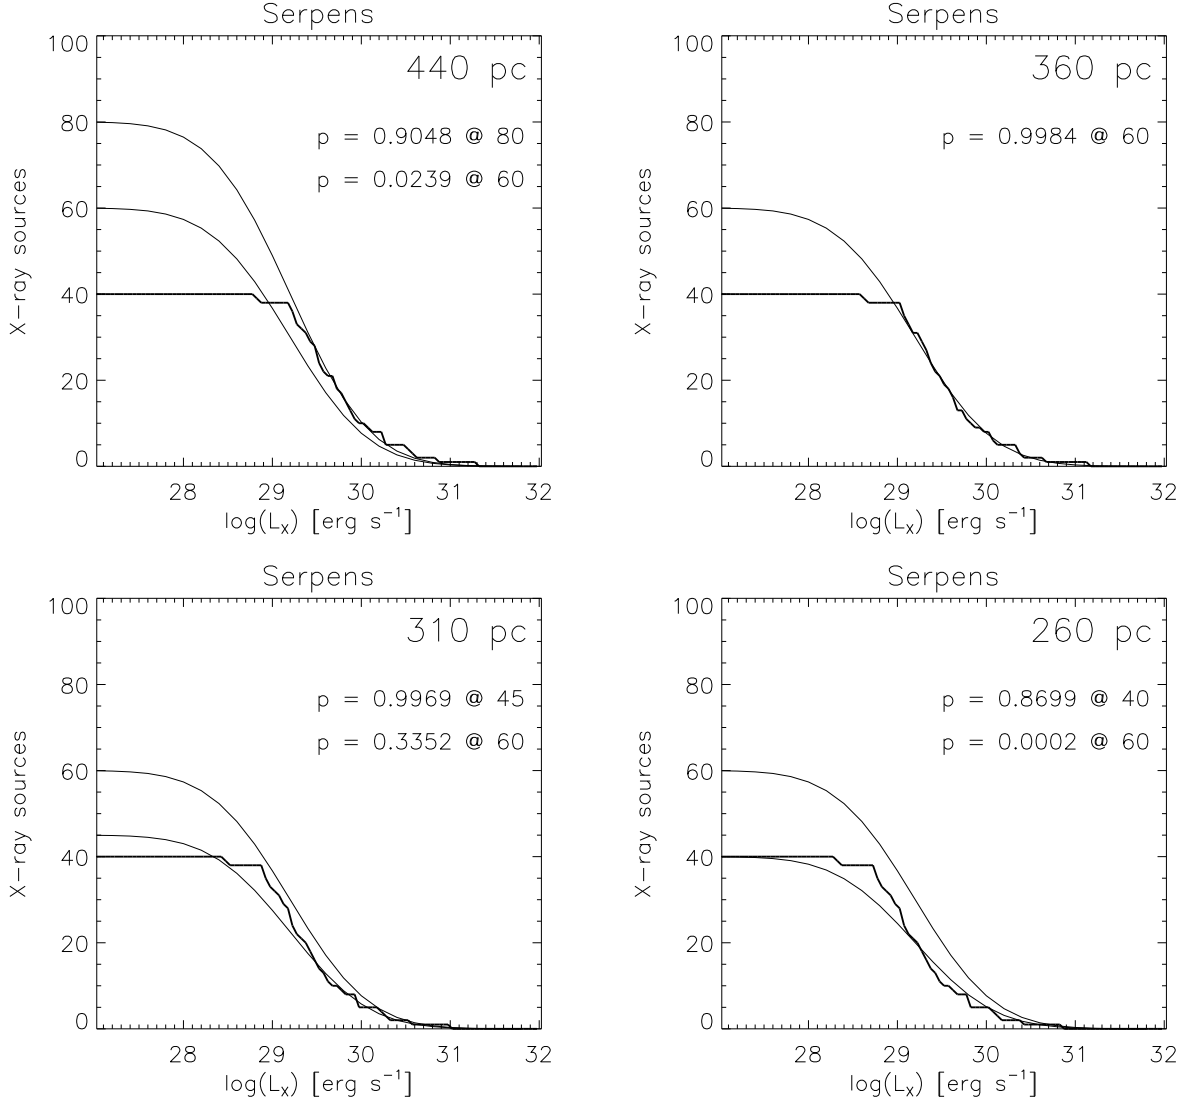 Serpens
440 pc
p = 0.9048 @ 80
p = 0.0239 @ 60
100
80
60
40
20
0
X-ray sources
28 29 30 31 32
log(Lx) [erg s⁻¹]
Serpens
360 pc
p = 0.9984 @ 60
100
80
60
40
20
0
X-ray sources
28 29 30 31 32
log(Lx) [erg s⁻¹]
Serpens
310 pc
p = 0.9969 @ 45
p = 0.3352 @ 60
100
80
60
40
20
0
X-ray sources
28 29 30 31 32
log(Lx) [erg s⁻¹]
Serpens
260 pc
p = 0.8699 @ 40
p = 0.0002 @ 60
100
80
60
40
20
0
X-ray sources
28 29 30 31 32
log(Lx) [erg s⁻¹]